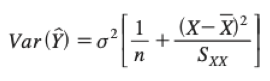 Var(Ŷ) = σ² [ 1/n + (X–X̅)²/S_XX ]